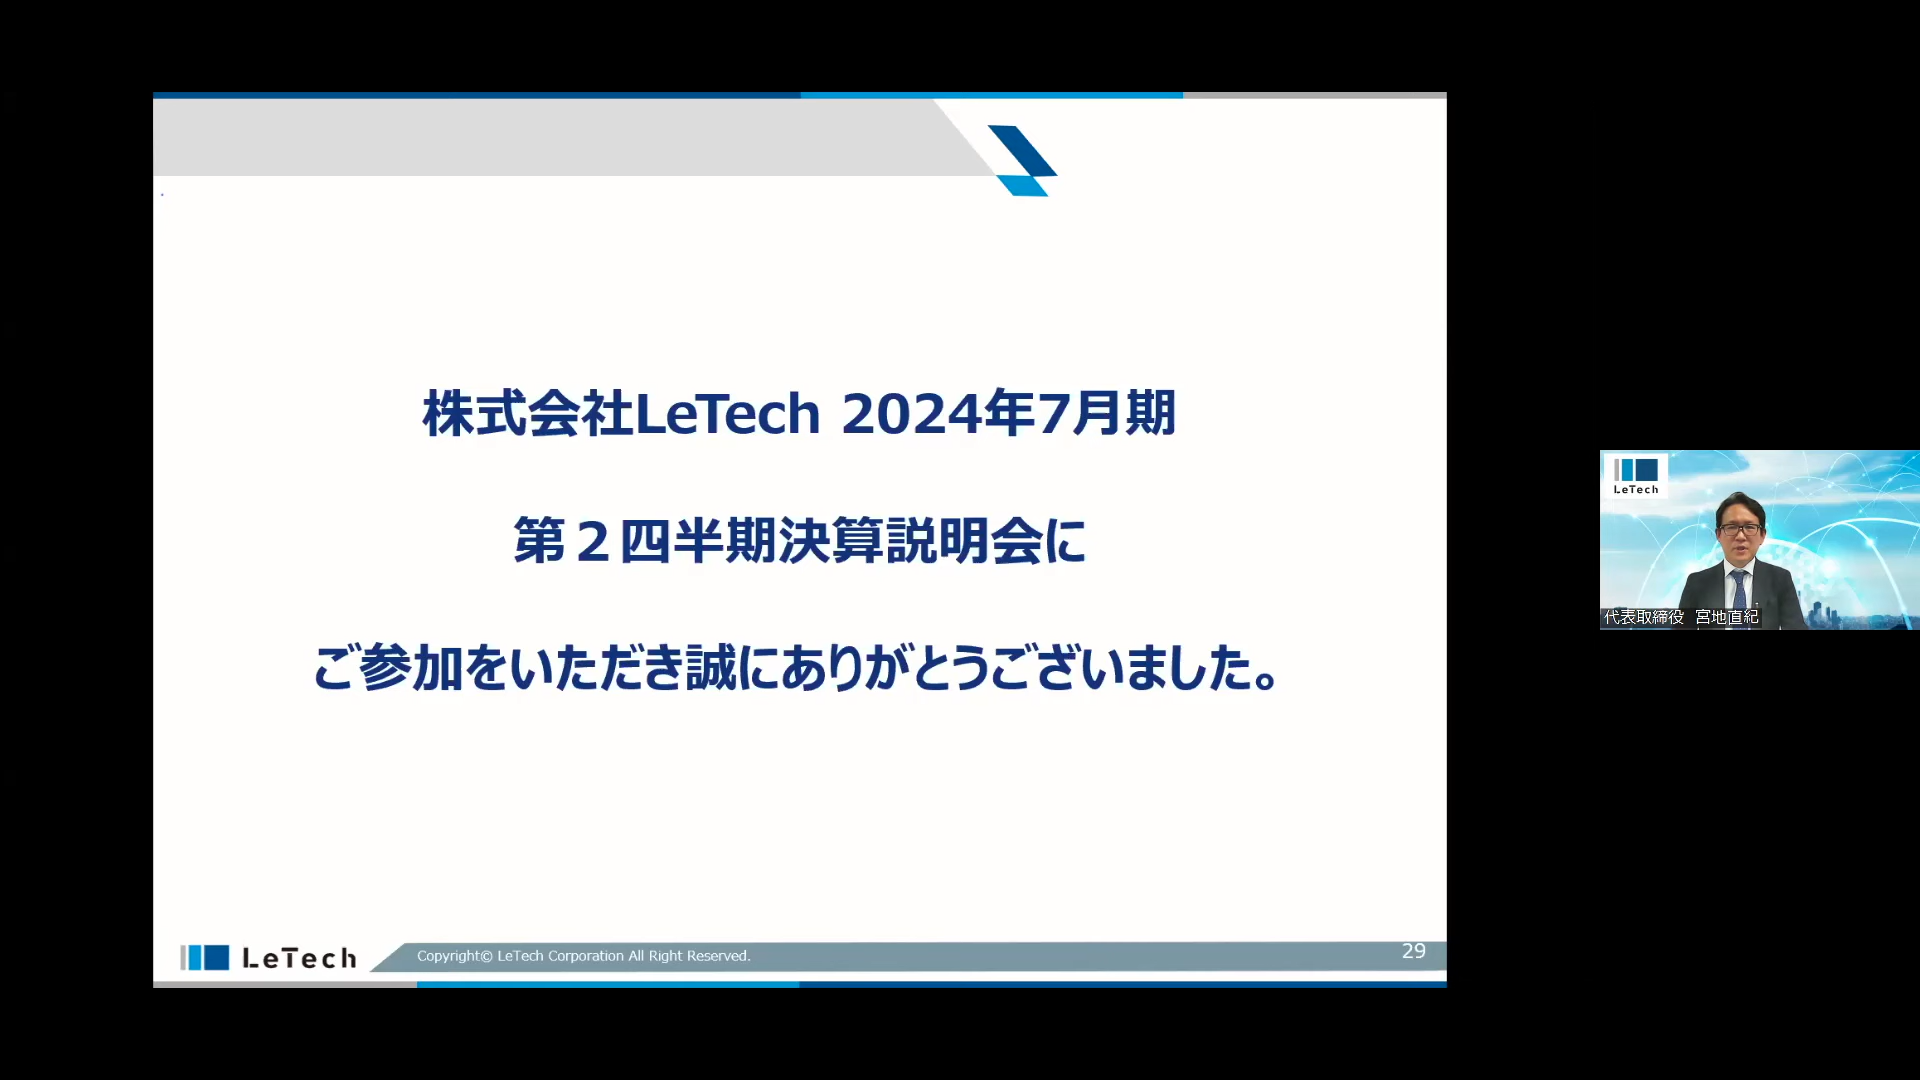 株式会社LeTech 2024年7月期
第２四半期決算説明会に
ご参加をいただき誠にありがとうございました。
LeTech
Copyright© LeTech Corporation All Right Reserved.
29
LeTech
代表取締役 宮地直紀